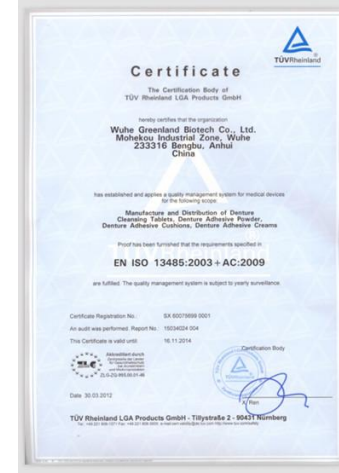 TÜVRheinland
Certificate
The Certification Body of
TÜV Rheinland LGA Products GmbH
hereby certifies that the organization
Wuhe Greenland Biotech Co., Ltd.
Mohekou Industrial Zone, Wuhe
233316 Bengbu, Anhui
China
has established and applies a quality management system for medical devices
for the following scope:
Manufacture and Distribution of Denture
Cleansing Tablets, Denture Adhesive Powder,
Denture Adhesive Cushions, Denture Adhesive Creams
Proof has been furnished that the requirements specified in
EN ISO 13485:2003 + AC:2009
are fulfilled. The quality management system is subject to yearly surveillance
Certificate Registration No.: SX 60079898 0001
An audit was performed. Report No.: 15034024 004
This Certificate is valid until: 16.11.2014
Akkreditiert durch
Certification Body
Date 30.03.2012
TÜV Rheinland LGA Products GmbH - Tillystraße 2 - 90431 Nürnberg